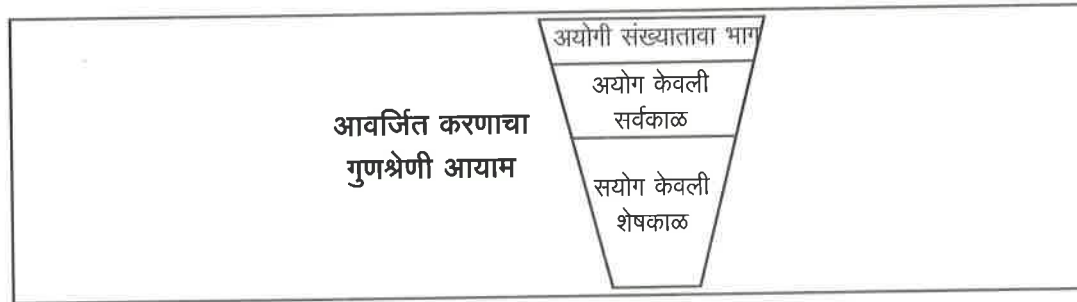 अयोगी संख्यातावा भाग
अयोग केवली
सर्वकाळ
आवर्जित करणाचा
गुणश्रेणी आयाम
सयोग केवली
शेषकाळ